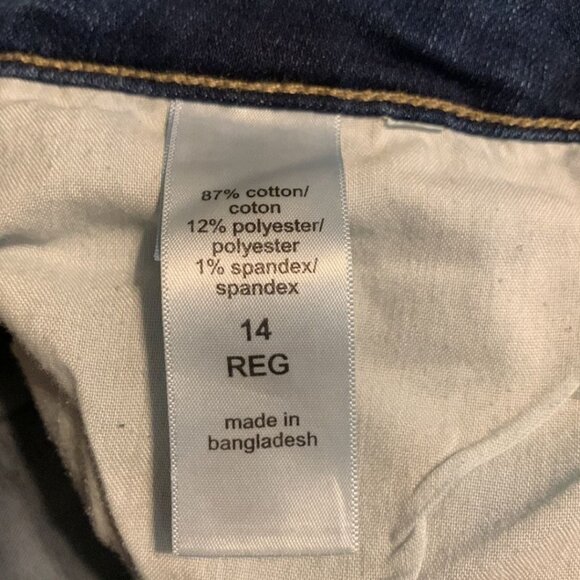 87% cotton/
coton
12% polyester/
polyester
1% spandex/
spandex
14
REG
made in
bangladesh